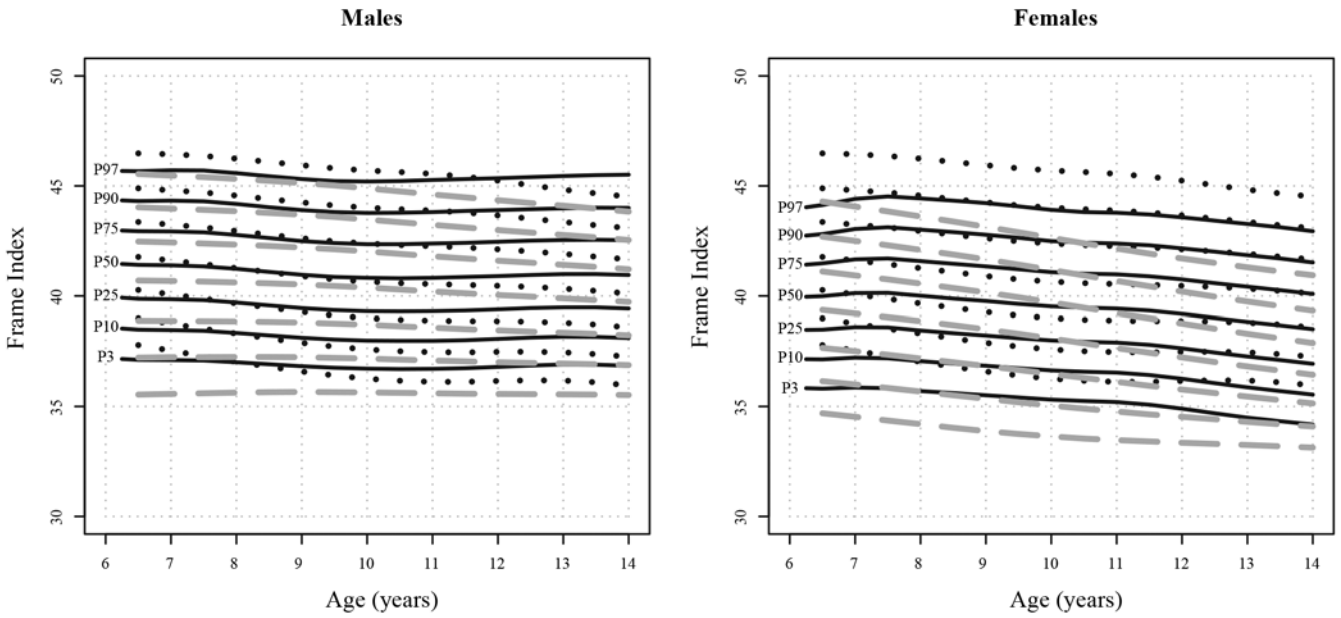 Males
Frame Index
50
45
40
35
30
P97
P90
P75
P50
P25
P10
P3
6 7 8 9 10 11 12 13 14
Age (years)
Females
Frame Index
50
45
40
35
30
P97
P90
P75
P50
P25
P10
P3
6 7 8 9 10 11 12 13 14
Age (years)